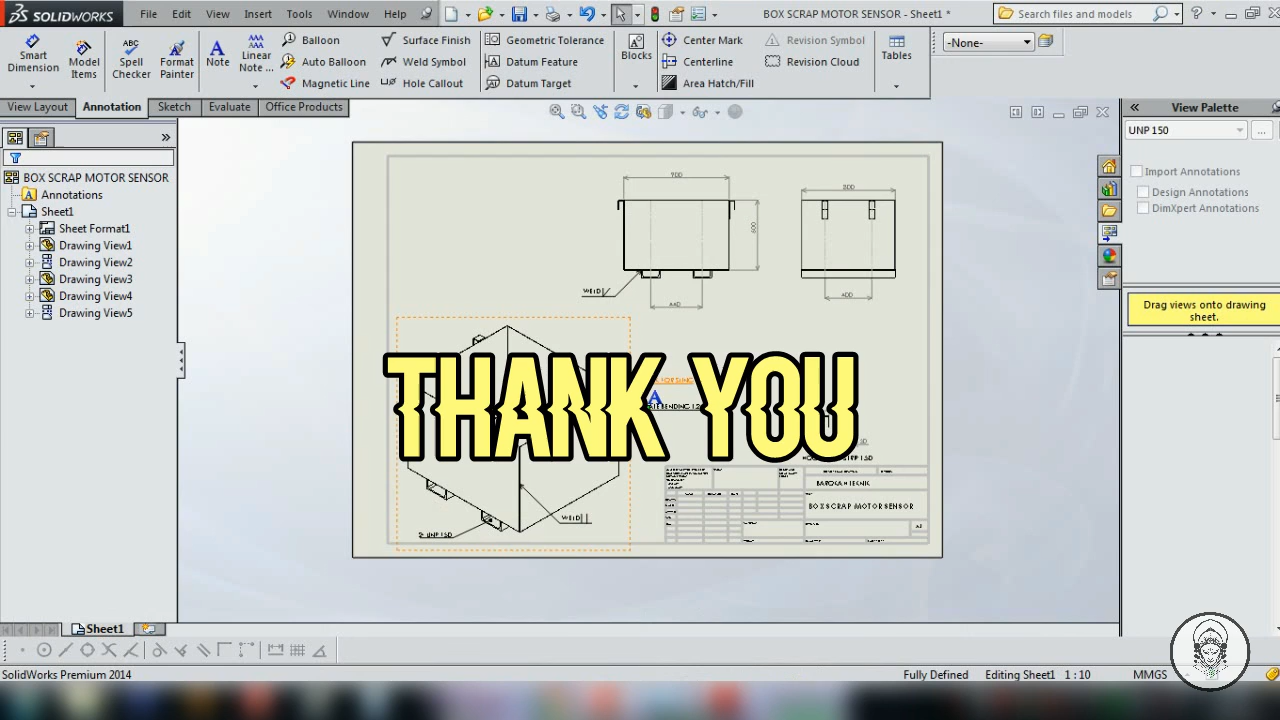 SOLIDWORKS
File Edit View Insert Tools Window Help
BOX SCRAP MOTOR SENSOR - Sheet1 *
Search files and models
Smart Dimension
Model Items
Spell Checker
Format Painter
Note
Linear Note ...
Balloon
Auto Balloon
Magnetic Line
Surface Finish
Weld Symbol
Hole Callout
Geometric Tolerance
Datum Feature
Datum Target
Blocks
Center Mark
Centerline
Area Hatch/Fill
Revision Symbol
Revision Cloud
Tables
-None-
View Layout Annotation Sketch Evaluate Office Products
View Palette
UNP 150
...
Import Annotations
Design Annotations
DimXpert Annotations
Drag views onto drawing sheet.
BOX SCRAP MOTOR SENSOR
Annotations
Sheet1
Sheet Format1
Drawing View1
Drawing View2
Drawing View3
Drawing View4
Drawing View5
700
600
WELD
440
400
THANK YOU
WELD
BOX SCRAP MOTOR SENSOR
Sheet1
SolidWorks Premium 2014
Fully Defined
Editing Sheet1
1 : 10
MMGS